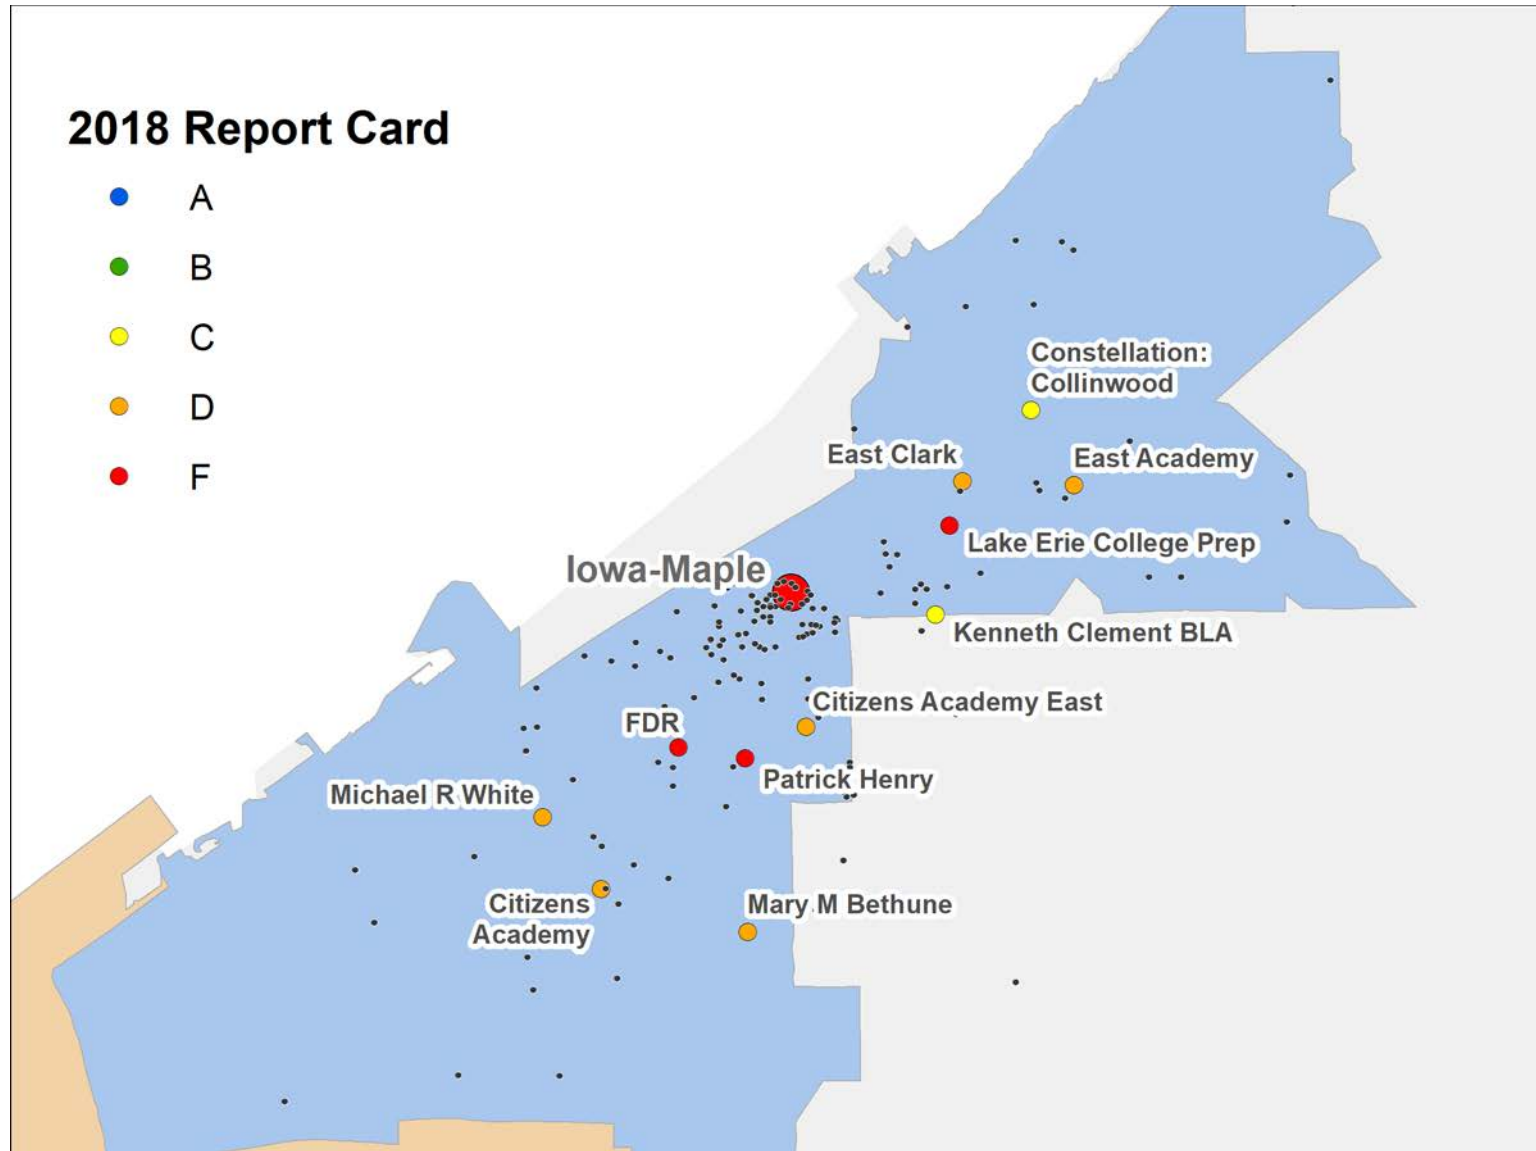 2018 Report Card
A
B
C
D
F
Constellation:
Collinwood
East Clark
East Academy
Lake Erie College Prep
Iowa-Maple
Kenneth Clement BLA
Citizens Academy East
FDR
Patrick Henry
Michael R White
Citizens
Academy
Mary M Bethune